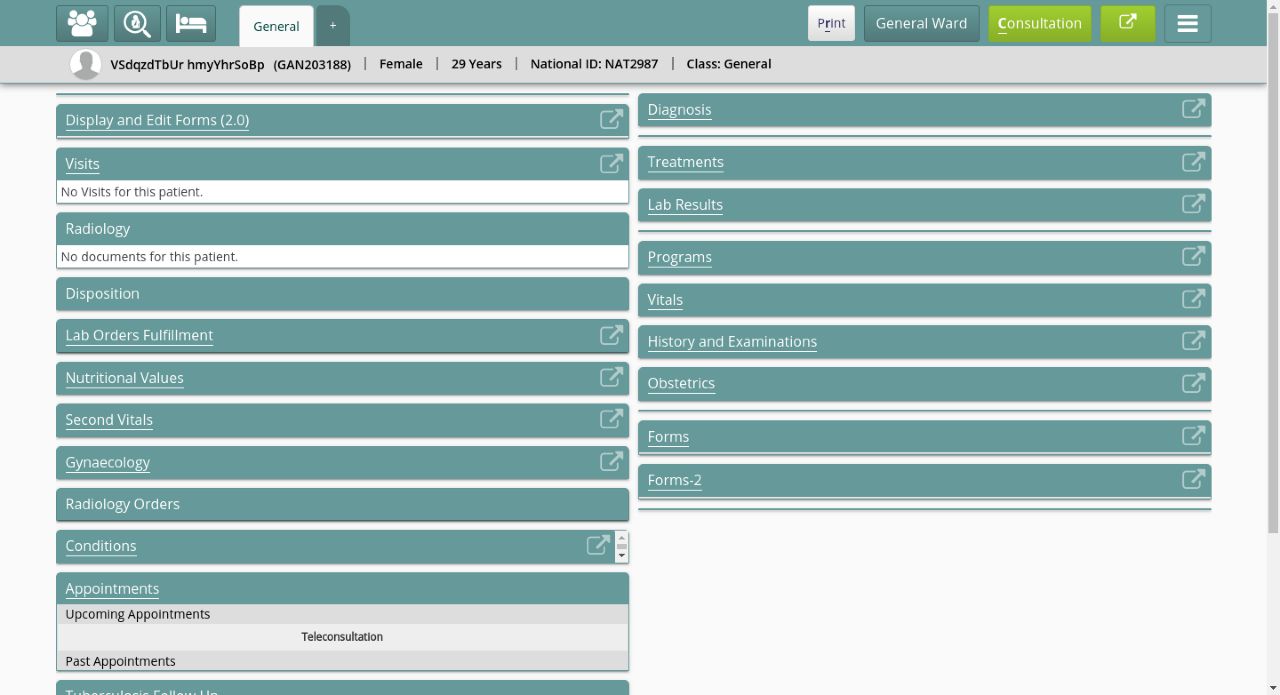 General
+
Print
General Ward
Consultation
VSdqzdTbUr hmyYhrSoBp (GAN203188) | Female | 29 Years | National ID: NAT2987 | Class: General
Display and Edit Forms (2.0)
Visits
No Visits for this patient.
Radiology
No documents for this patient.
Disposition
Lab Orders Fulfillment
Nutritional Values
Second Vitals
Gynaecology
Radiology Orders
Conditions
Appointments
Upcoming Appointments
Teleconsultation
Past Appointments
Tuberculosis Follow Up
Diagnosis
Treatments
Lab Results
Programs
Vitals
History and Examinations
Obstetrics
Forms
Forms-2